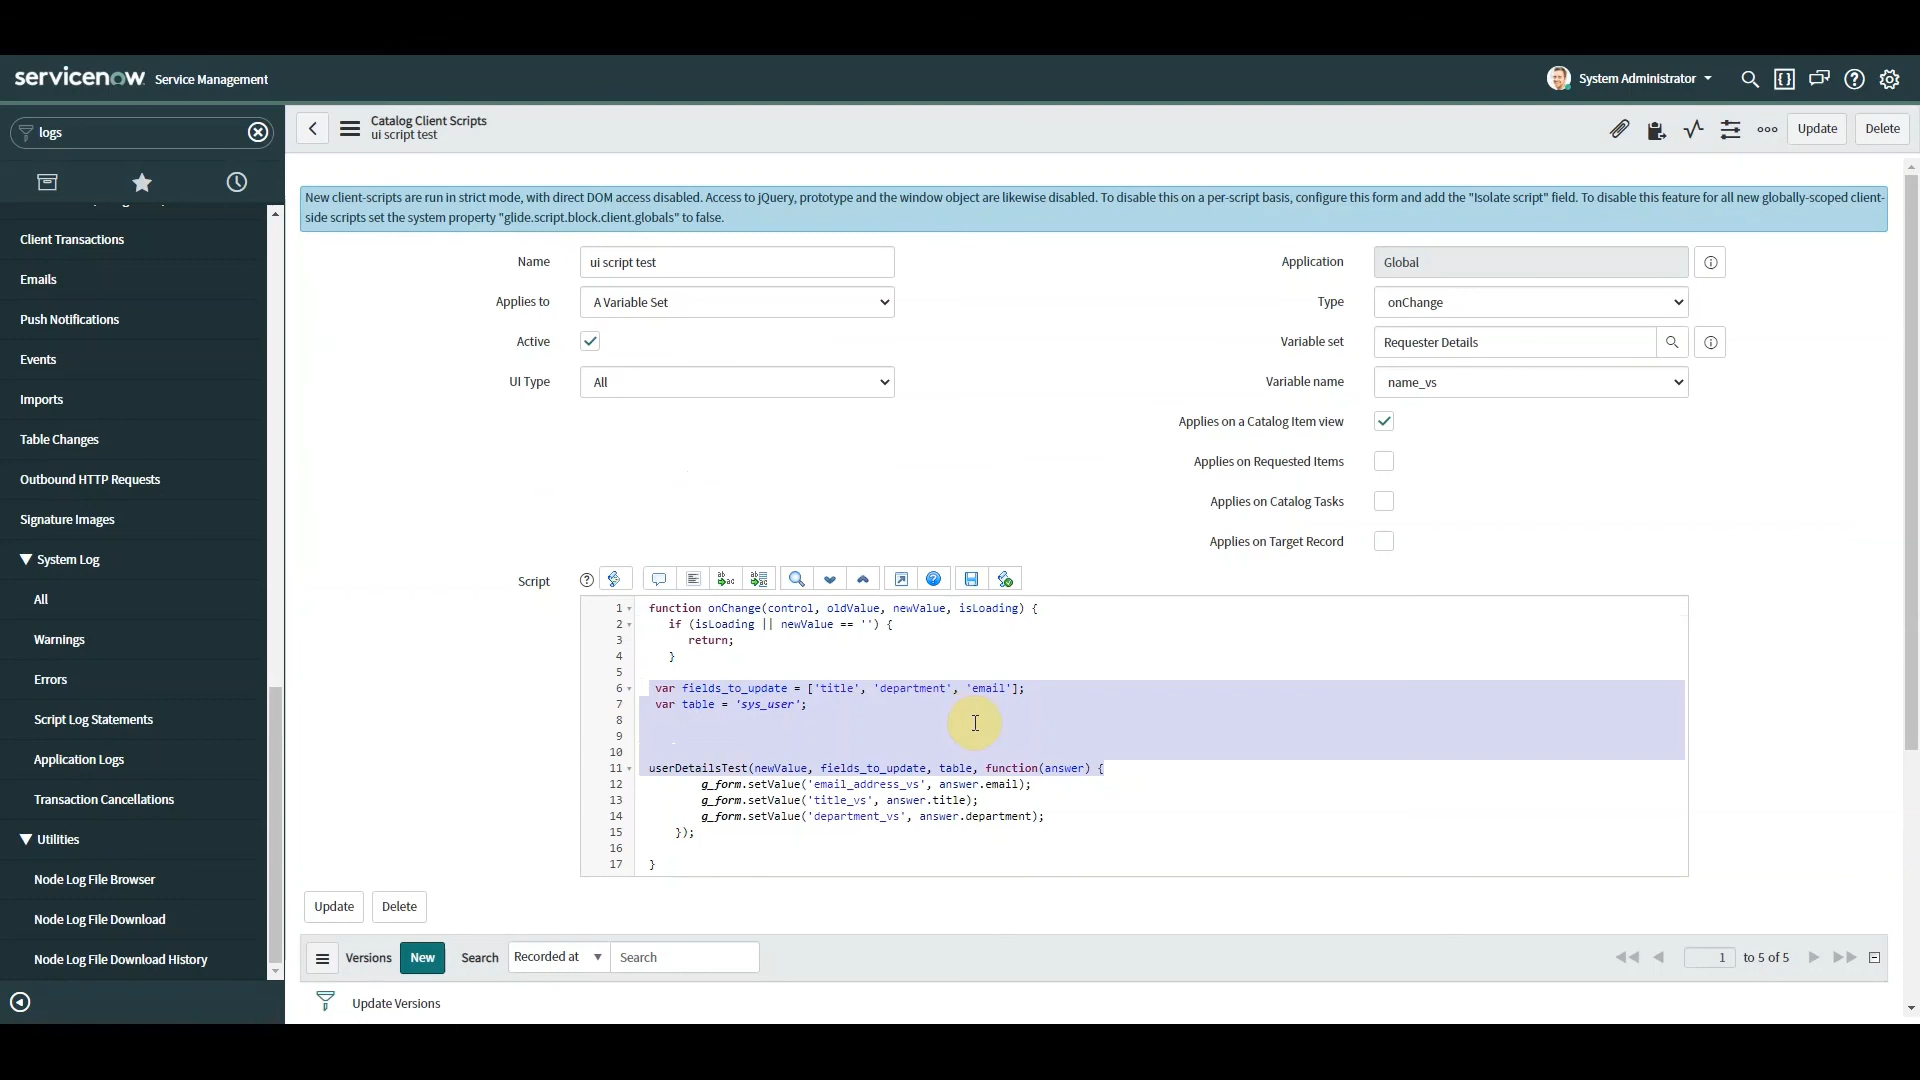 servicenow Service Management
System Administrator
logs
Client Transactions
Emails
Push Notifications
Events
Imports
Table Changes
Outbound HTTP Requests
Signature Images
System Log
All
Warnings
Errors
Script Log Statements
Application Logs
Transaction Cancellations
Utilities
Node Log File Browser
Node Log File Download
Node Log File Download History
Catalog Client Scripts
ui script test
Update
Delete
New client-scripts are run in strict mode, with direct DOM access disabled. Access to jQuery, prototype and the window object are likewise disabled. To disable this on a per-script basis, configure this form and add the "Isolate script" field. To disable this feature for all new globally-scoped client-
side scripts set the system property "glide.script.block.client.globals" to false.
Name ui script test
Applies to A Variable Set
Active
UI Type All
Application Global
Type onChange
Variable set Requester Details
Variable name name_vs
Applies on a Catalog Item view
Applies on Requested Items
Applies on Catalog Tasks
Applies on Target Record
Script
1 function onChange(control, oldValue, newValue, isLoading) {
2 if (isLoading || newValue == '') {
3 return;
4 }
5
6 var fields_to_update = ['title', 'department', 'email'];
7 var table = 'sys_user';
8
9
10
11 userDetailsTest(newValue, fields_to_update, table, function(answer) {
12 g_form.setValue('email_address_vs', answer.email);
13 g_form.setValue('title_vs', answer.title);
14 g_form.setValue('department_vs', answer.department);
15 });
16
17 }
Update Delete
Versions New Search Recorded at Search 1 to 5 of 5
Update Versions